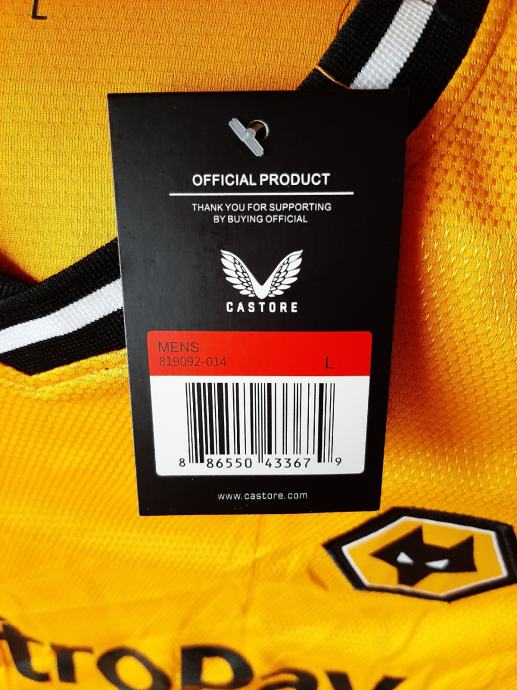 L
OFFICIAL PRODUCT
THANK YOU FOR SUPPORTING
BY BUYING OFFICIAL
CASTORE
MENS
819092-014 L
8 86550 43367 9
www.castore.com